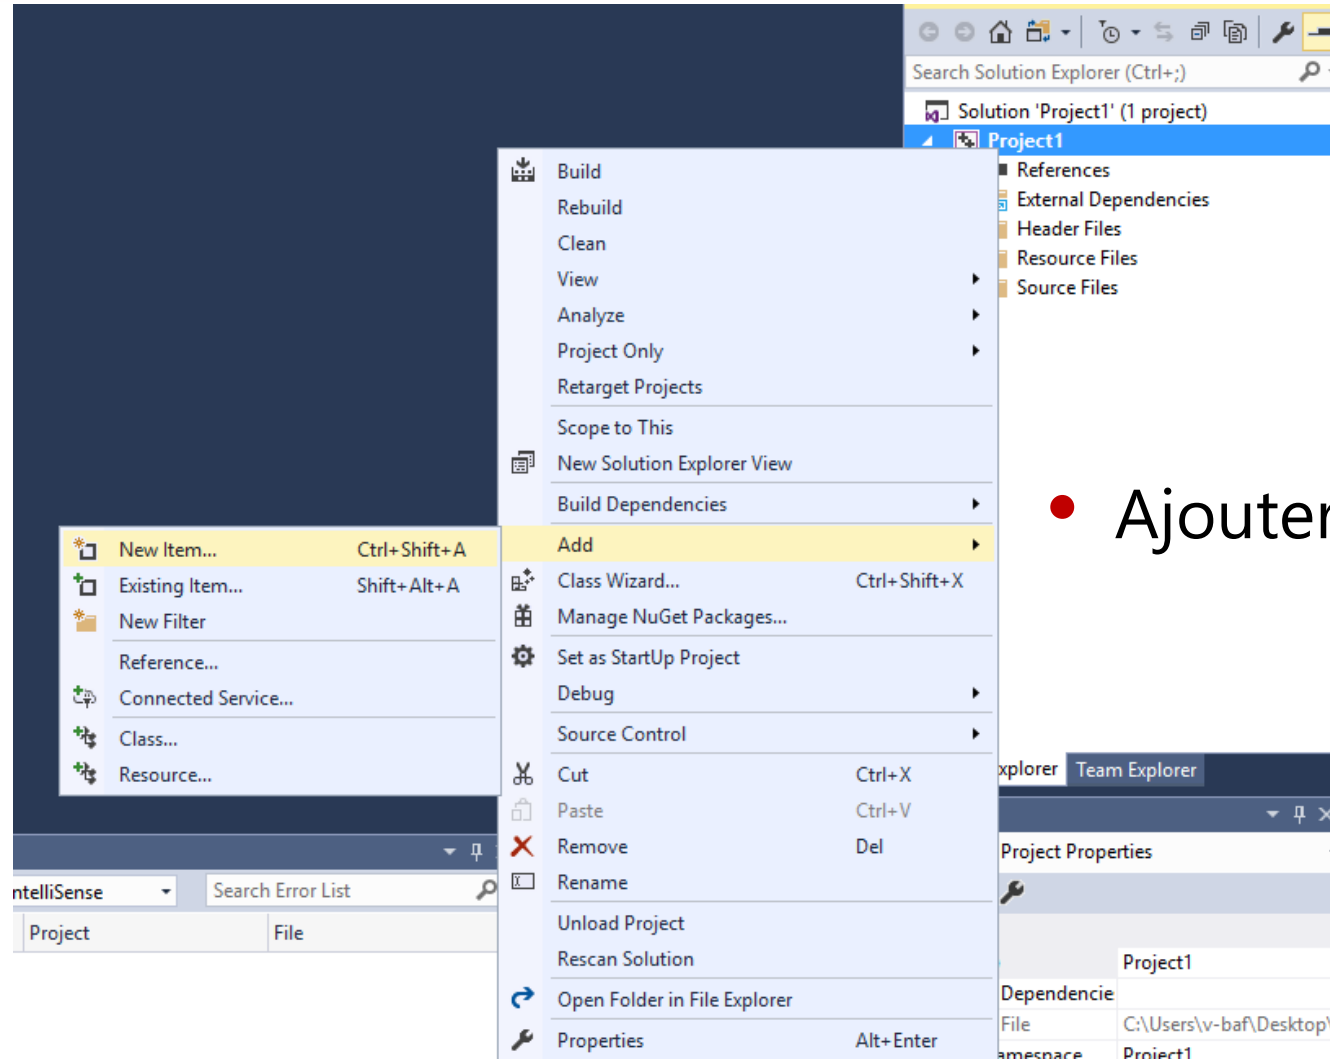 Search Solution Explorer (Ctrl+;)
Solution 'Project1' (1 project)
Project1
References
External Dependencies
Header Files
Resource Files
Source Files
Build
Rebuild
Clean
View
Analyze
Project Only
Retarget Projects
Scope to This
New Solution Explorer View
Build Dependencies
Add
Class Wizard... Ctrl+Shift+X
Manage NuGet Packages...
Set as StartUp Project
Debug
Source Control
Cut Ctrl+X
Paste Ctrl+V
Remove Del
Rename
Unload Project
Rescan Solution
Open Folder in File Explorer
Properties Alt+Enter
New Item... Ctrl+Shift+A
Existing Item... Shift+Alt+A
New Filter
Reference...
Connected Service...
Class...
Resource...
• Ajouter
xplorer Team Explorer
Project Properties
Project1
Dependencie
File C:\Users\v-baf\Desktop\
amespace Project1
ntelliSense Search Error List
Project File